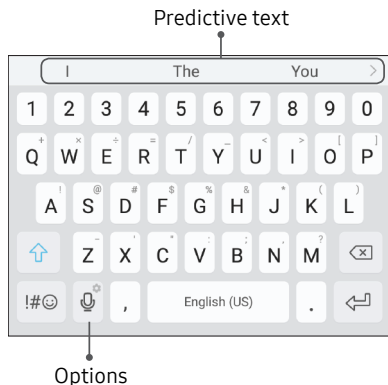 Predictive text
I The You >
1 2 3 4 5 6 7 8 9 0
+ × ÷ = / _ < > [ ]
Q W E R T Y U I O P
! @ # $ % & * ( )
A S D F G H J K L
- ' " : ; , ?
Z X C V B N M
!#☺ , English (US) .
Options